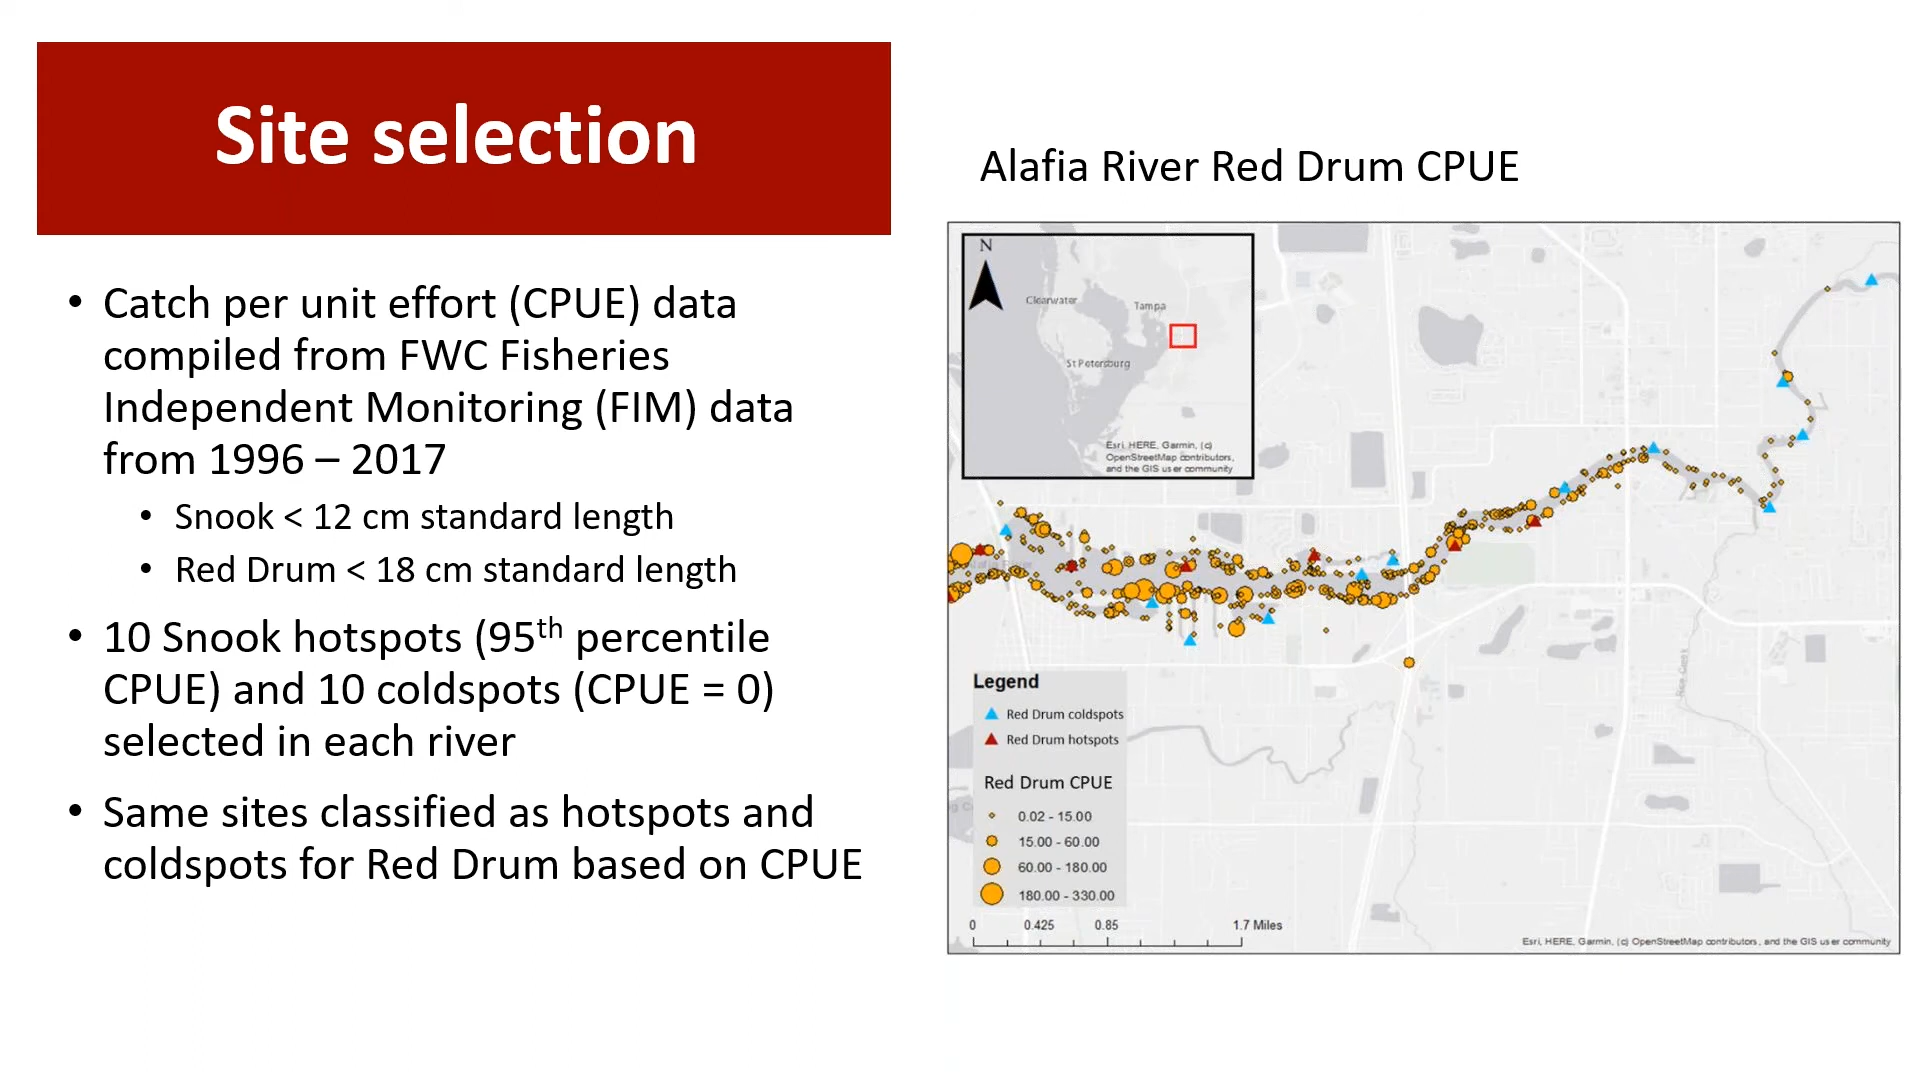 Site selection
• Catch per unit effort (CPUE) data
compiled from FWC Fisheries
Independent Monitoring (FIM) data
from 1996 – 2017
• Snook < 12 cm standard length
• Red Drum < 18 cm standard length
• 10 Snook hotspots (95th percentile
CPUE) and 10 coldspots (CPUE = 0)
selected in each river
• Same sites classified as hotspots and
coldspots for Red Drum based on CPUE
Alafia River Red Drum CPUE
N
Clearwater
Tampa
St Petersburg
Esri, HERE, Garmin, (c)
OpenStreetMap contributors,
and the GIS user community
Legend
Red Drum coldspots
Red Drum hotspots
Red Drum CPUE
0.02 - 15.00
15.00 - 60.00
60.00 - 180.00
180.00 - 330.00
0 0.425 0.85 1.7 Miles
Esri, HERE, Garmin, (c) OpenStreetMap contributors, and the GIS user community